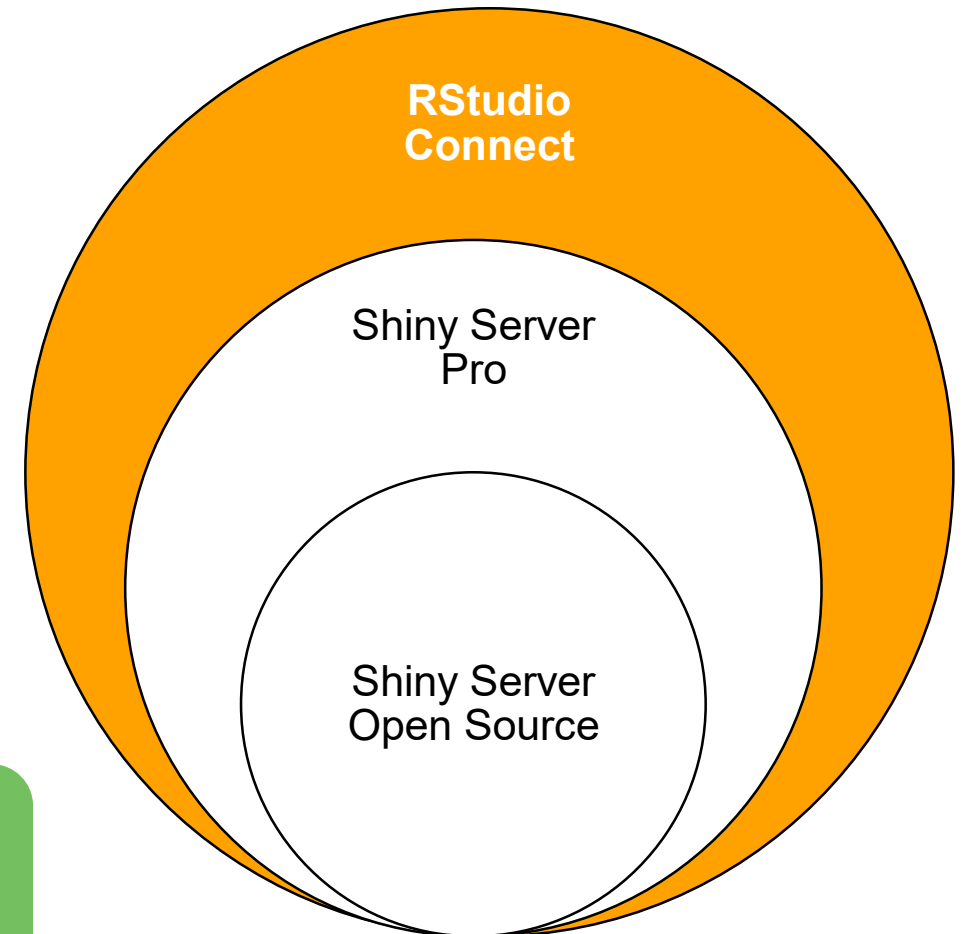 RStudio
Connect
Shiny Server
Pro
Shiny Server
Open Source